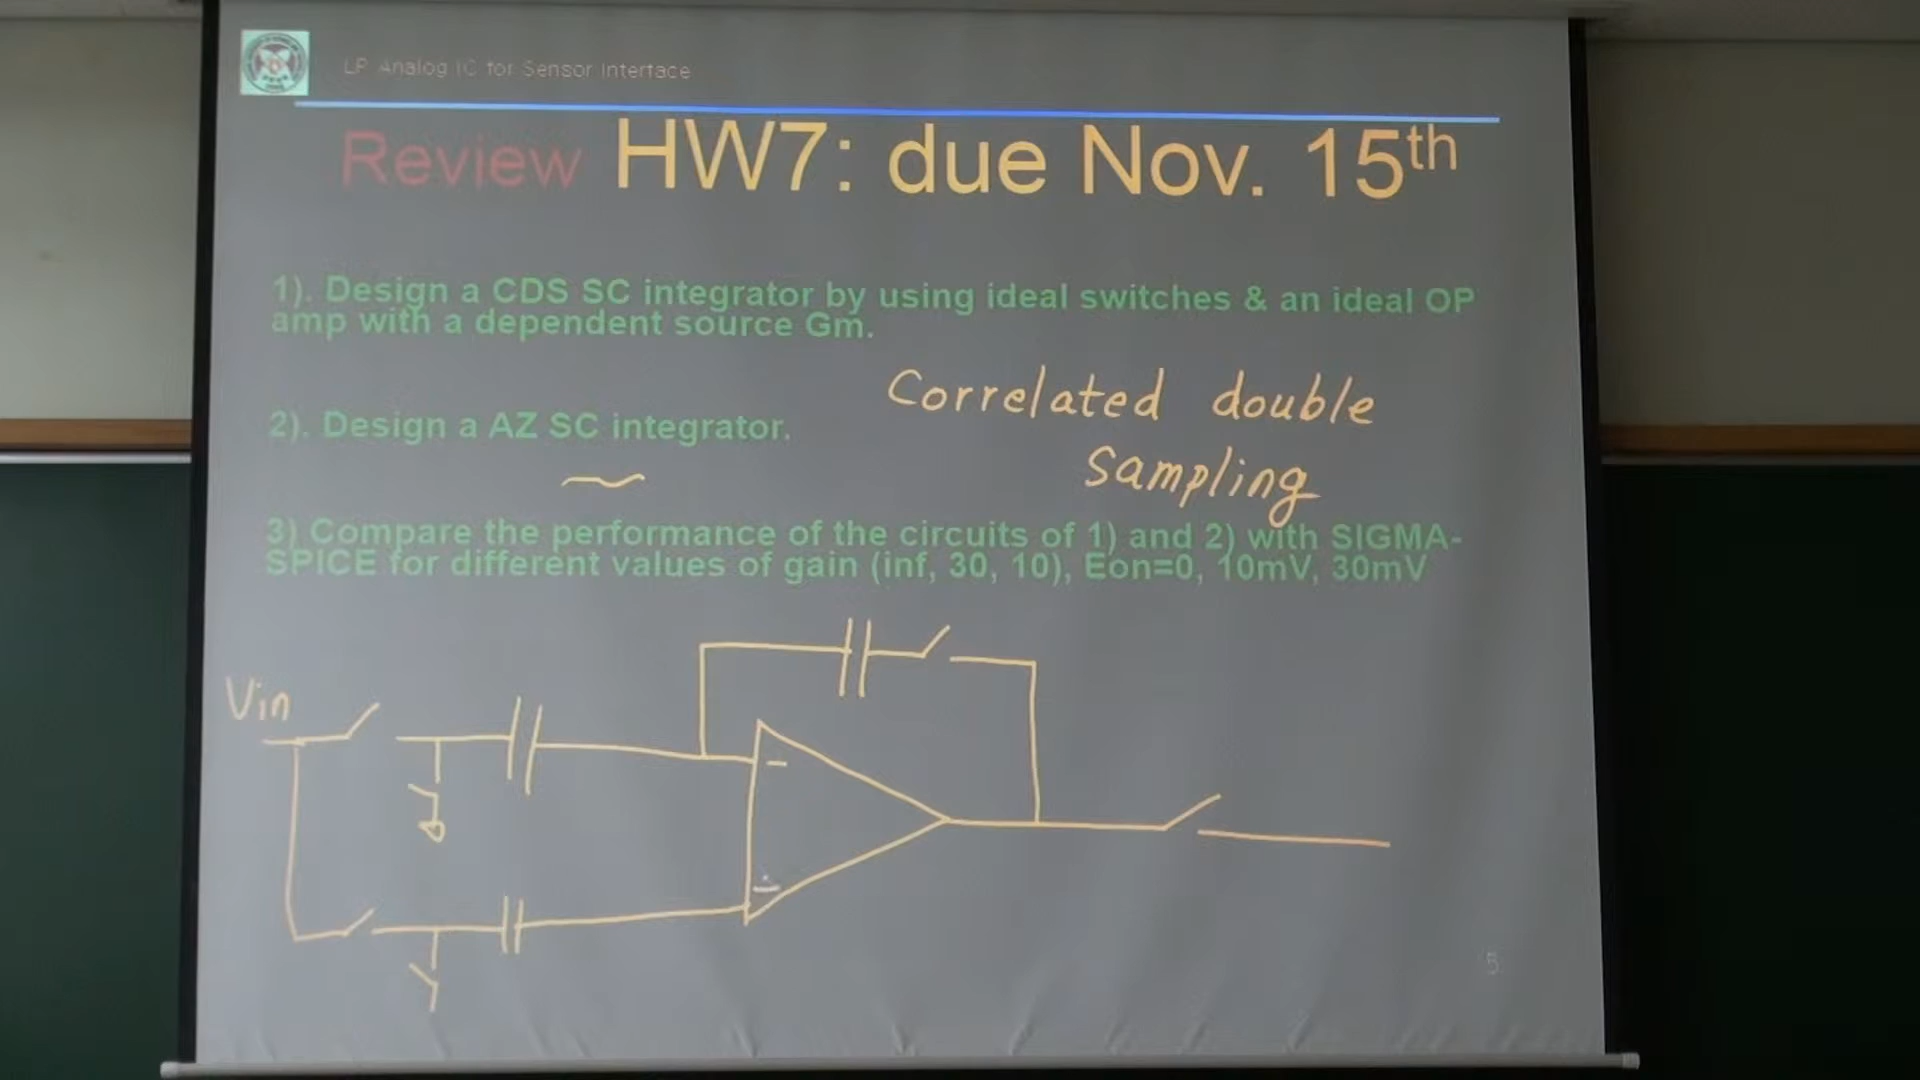 LP Analog IC for Sensor Interface
Review HW7: due Nov. 15th
1). Design a CDS SC integrator by using ideal switches & an ideal OP
amp with a dependent source Gm.
Correlated double
Sampling
2). Design a AZ SC integrator.
3) Compare the performance of the circuits of 1) and 2) with SIGMA-
SPICE for different values of gain (inf, 30, 10), Eon=0, 10mV, 30mV
Vin
5